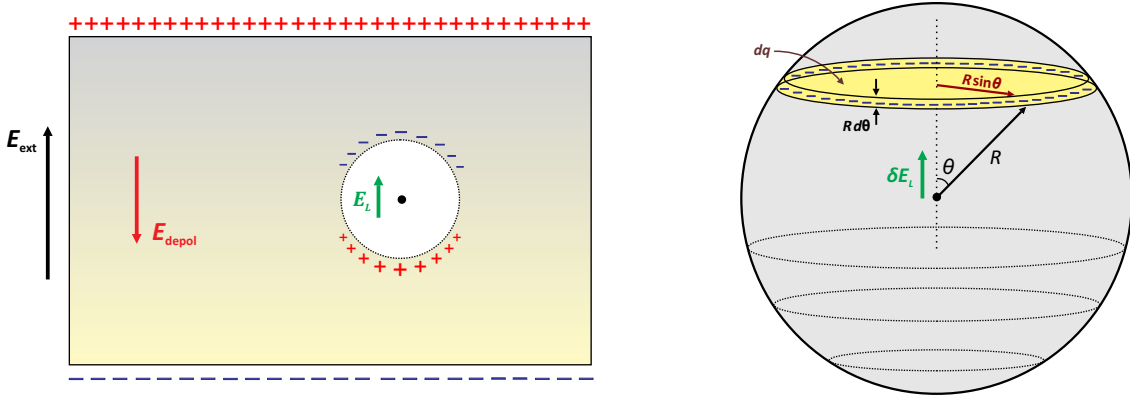 E_ext
E_depol
E_L
dq
R sinθ
R dθ
δE_L
θ
R